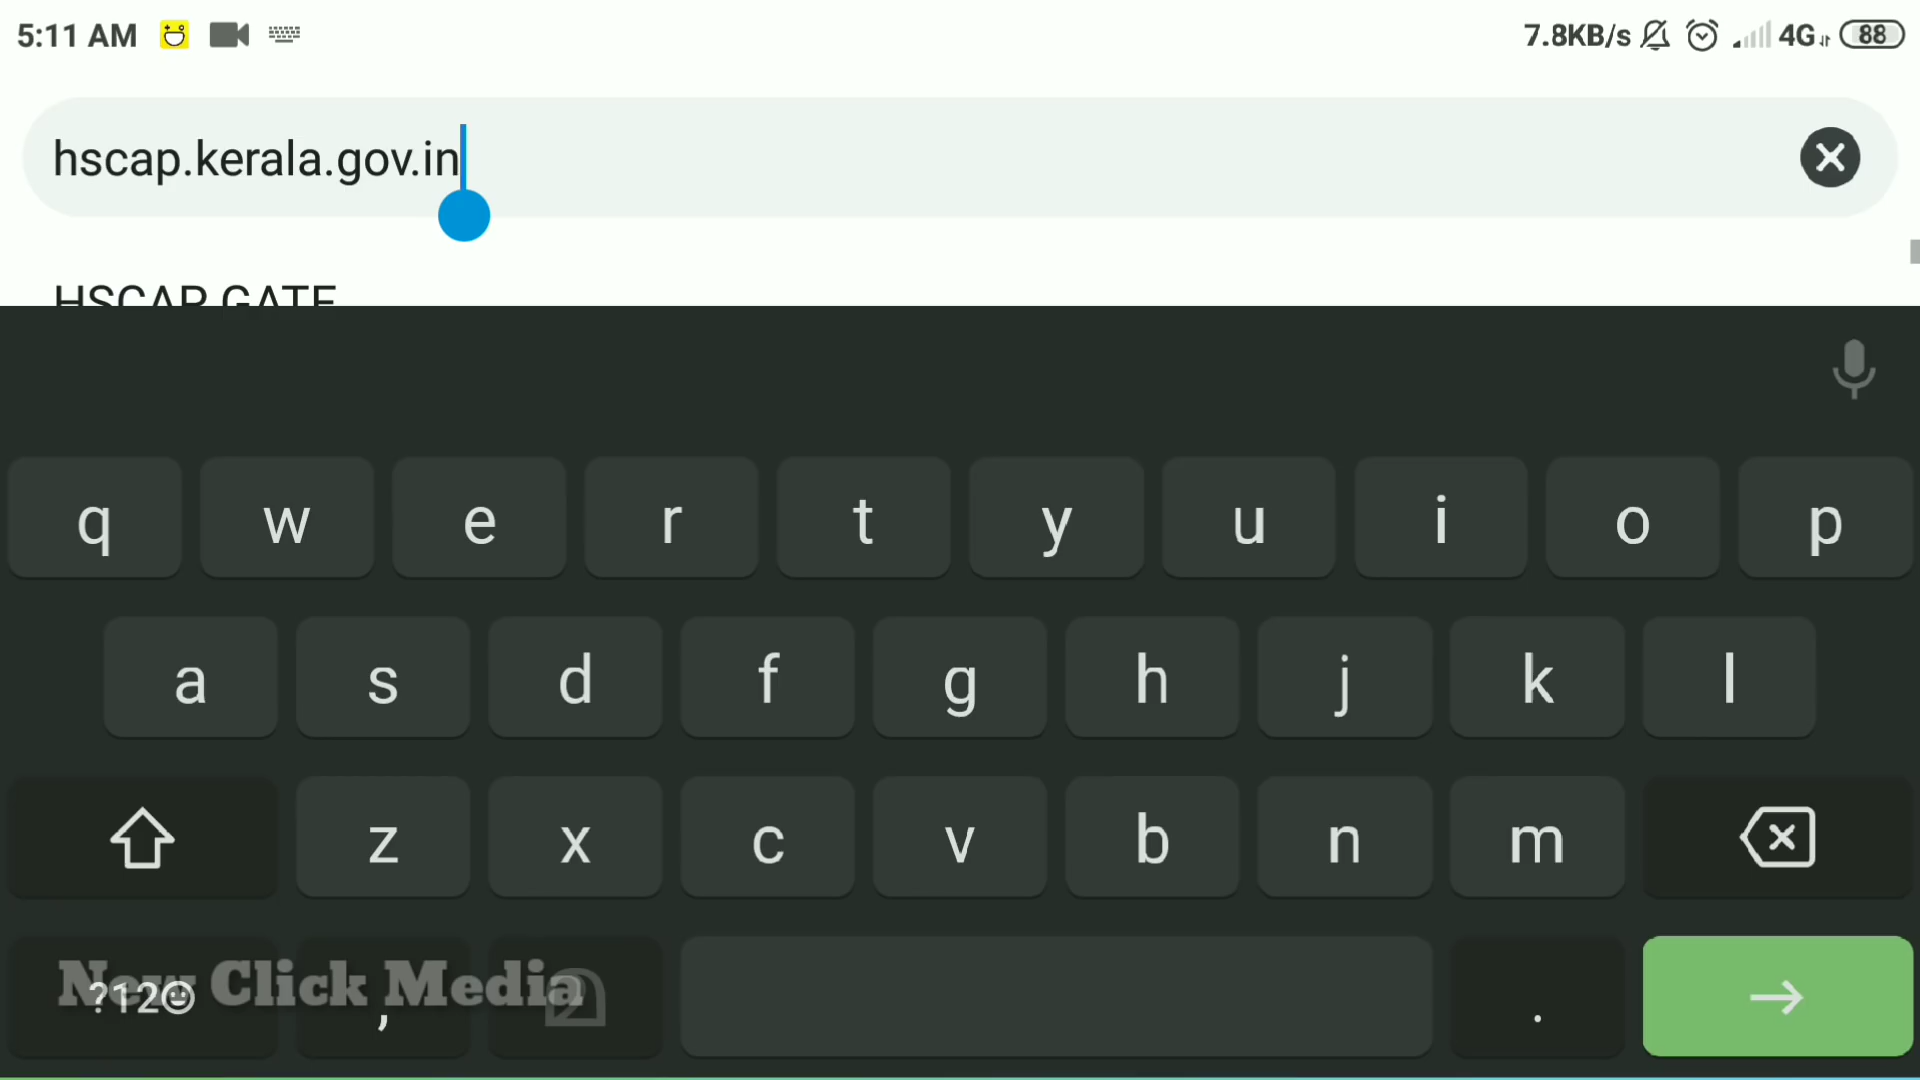 5:11 AM
7.8KB/s 4G 88
hscap.kerala.gov.in
HSCAP GATE
q w e r t y u i o p
a s d f g h j k l
z x c v b n m
?12 , .
New Click Media